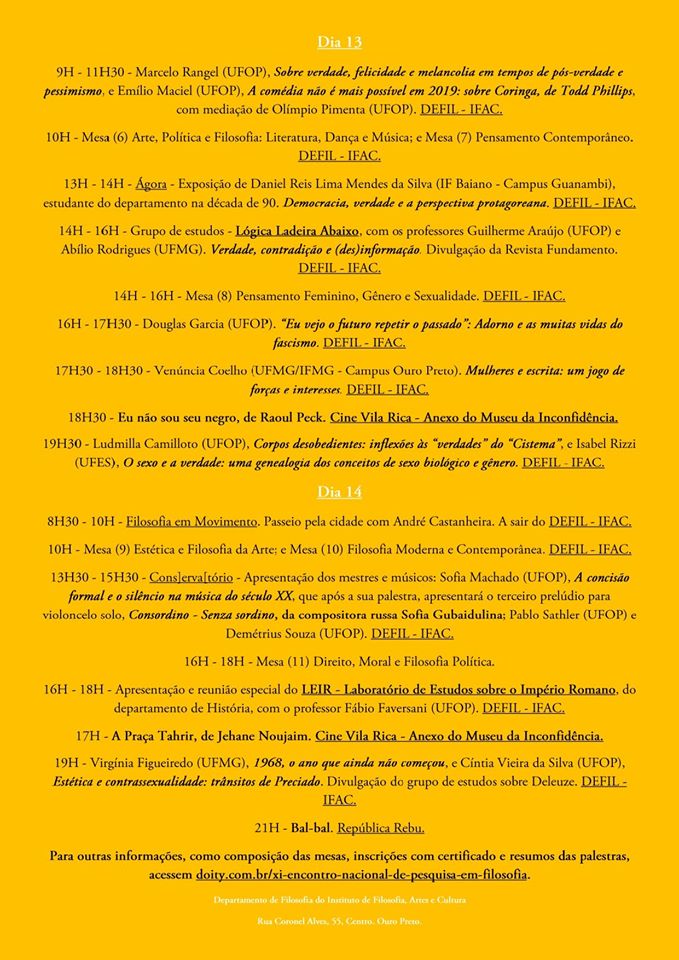 Dia 13
9H - 11H30 - Marcelo Rangel (UFOP), Sobre verdade, felicidade e melancolia em tempos de pós-verdade e
pessimismo, e Emílio Maciel (UFOP), A comédia não é mais possível em 2019: sobre Coringa, de Todd Phillips,
com mediação de Olímpio Pimenta (UFOP). DEFIL - IFAC.
10H - Mesa (6) Arte, Política e Filosofia: Literatura, Dança e Música; e Mesa (7) Pensamento Contemporâneo.
DEFIL - IFAC.
13H - 14H - Ágora - Exposição de Daniel Reis Lima Mendes da Silva (IF Baiano - Campus Guanambi),
estudante do departamento na década de 90. Democracia, verdade e a perspectiva protagoreana. DEFIL - IFAC.
14H - 16H - Grupo de estudos - Lógica Ladeira Abaixo, com os professores Guilherme Araújo (UFOP) e
Abílio Rodrigues (UFMG). Verdade, contradição e (des)informação. Divulgação da Revista Fundamento.
DEFIL - IFAC.
14H - 16H - Mesa (8) Pensamento Feminino, Gênero e Sexualidade. DEFIL - IFAC.
16H - 17H30 - Douglas Garcia (UFOP). “Eu vejo o futuro repetir o passado”: Adorno e as muitas vidas do
fascismo. DEFIL - IFAC.
17H30 - 18H30 - Venúncia Coelho (UFMG/IFMG - Campus Ouro Preto). Mulheres e escrita: um jogo de
forças e interesses. DEFIL - IFAC.
18H30 - Eu não sou seu negro, de Raoul Peck. Cine Vila Rica - Anexo do Museu da Inconfidência.
19H30 - Ludmilla Camilloto (UFOP), Corpos desobedientes: inflexões às “verdades” do “Cistema”, e Isabel Rizzi
(UFES), O sexo e a verdade: uma genealogia dos conceitos de sexo biológico e gênero. DEFIL - IFAC.
Dia 14
8H30 - 10H - Filosofia em Movimento. Passeio pela cidade com André Castanheira. A sair do DEFIL - IFAC.
10H - Mesa (9) Estética e Filosofia da Arte; e Mesa (10) Filosofia Moderna e Contemporânea. DEFIL - IFAC.
13H30 - 15H30 - Cons]erva[tório - Apresentação dos mestres e músicos: Sofia Machado (UFOP), A concisão
formal e o silêncio na música do século XX, que após a sua palestra, apresentará o terceiro prelúdio para
violoncelo solo, Consordino - Senza sordino, da compositora russa Sofia Gubaidulina; Pablo Sathler (UFOP) e
Demétrius Souza (UFOP). DEFIL - IFAC.
16H - 18H - Mesa (11) Direito, Moral e Filosofia Política.
16H - 18H - Apresentação e reunião especial do LEIR - Laboratório de Estudos sobre o Império Romano, do
departamento de História, com o professor Fábio Faversani (UFOP). DEFIL - IFAC.
17H - A Praça Tahrir, de Jehane Noujaim. Cine Vila Rica - Anexo do Museu da Inconfidência.
19H - Virgínia Figueiredo (UFMG), 1968, o ano que ainda não começou, e Cíntia Vieira da Silva (UFOP),
Estética e contrassexualidade: trânsitos de Preciado. Divulgação do grupo de estudos sobre Deleuze. DEFIL -
IFAC.
21H - Bal-bal. República Rebu.
Para outras informações, como composição das mesas, inscrições com certificado e resumos das palestras,
acessem doity.com.br/xi-encontro-nacional-de-pesquisa-em-filosofia.
Departamento de Filosofia do Instituto de Filosofia, Artes e Cultura
Rua Coronel Alves, 55, Centro. Ouro Preto.